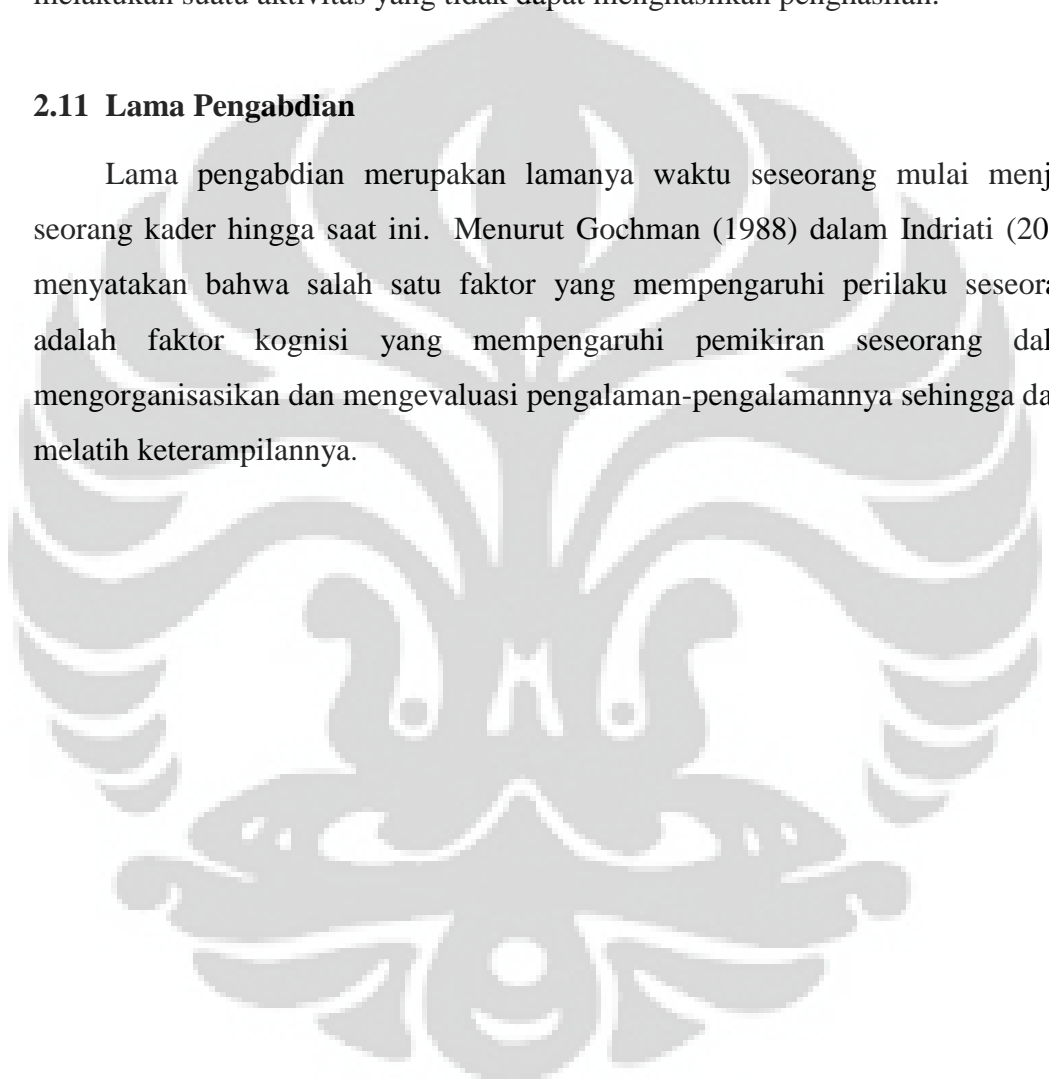 melakukan suatu aktivitas yang tidak dapat menghasilkan penghasilan.
2.11 Lama Pengabdian
Lama pengabdian merupakan lamanya waktu seseorang mulai menj
seorang kader hingga saat ini. Menurut Gochman (1988) dalam Indriati (20
menyatakan bahwa salah satu faktor yang mempengaruhi perilaku seseora
adalah faktor kognisi yang mempengaruhi pemikiran seseorang dal
mengorganisasikan dan mengevaluasi pengalaman-pengalamannya sehingga da
melatih keterampilannya.